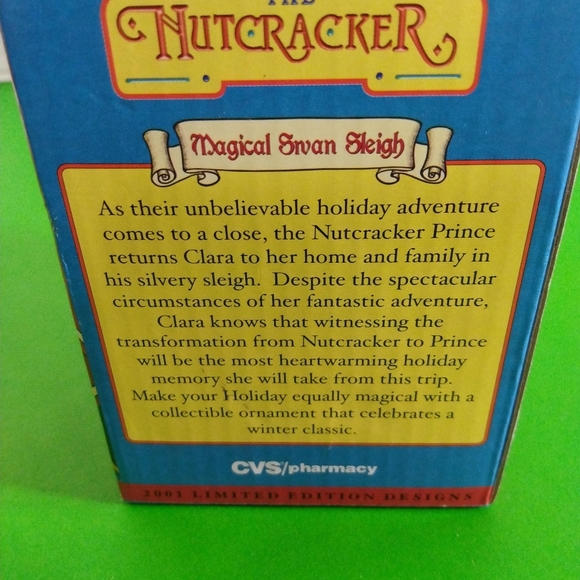 THE
NUTCRACKER
Magical Swan Sleigh
As their unbelievable holiday adventure
comes to a close, the Nutcracker Prince
returns Clara to her home and family in
his silvery sleigh. Despite the spectacular
circumstances of her fantastic adventure,
Clara knows that witnessing the
transformation from Nutcracker to Prince
will be the most heartwarming holiday
memory she will take from this trip.
Make your Holiday equally magical with a
collectible ornament that celebrates a
winter classic.
CVS/pharmacy
2001 LIMITED EDITION DESIGNS